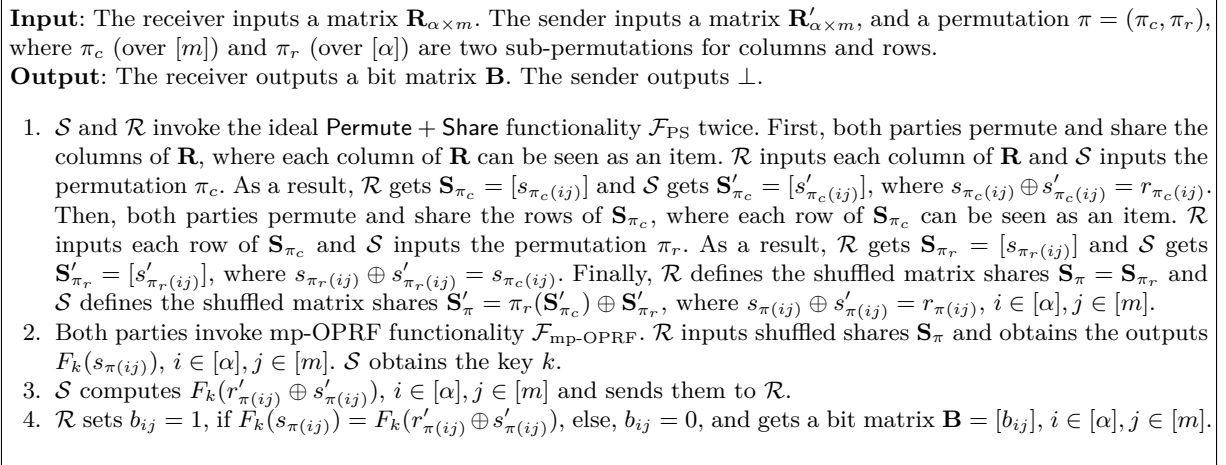 Input: The receiver inputs a matrix R_{α×m}. The sender inputs a matrix R′_{α×m}, and a permutation π = (π_c, π_r),
where π_c (over [m]) and π_r (over [α]) are two sub-permutations for columns and rows.
Output: The receiver outputs a bit matrix B. The sender outputs ⊥.
1. S and R invoke the ideal Permute + Share functionality F_PS twice. First, both parties permute and share the
columns of R, where each column of R can be seen as an item. R inputs each column of R and S inputs the
permutation π_c. As a result, R gets S_{π_c} = [s_{π_c(ij)}] and S gets S′_{π_c} = [s′_{π_c(ij)}], where s_{π_c(ij)} ⊕ s′_{π_c(ij)} = r_{π_c(ij)}.
Then, both parties permute and share the rows of S_{π_c}, where each row of S_{π_c} can be seen as an item. R
inputs each row of S_{π_c} and S inputs the permutation π_r. As a result, R gets S_{π_r} = [s_{π_r(ij)}] and S gets
S′_{π_r} = [s′_{π_r(ij)}], where s_{π_r(ij)} ⊕ s′_{π_r(ij)} = s_{π_c(ij)}. Finally, R defines the shuffled matrix shares S_π = S_{π_r} and
S defines the shuffled matrix shares S′_π = π_r(S′_{π_c}) ⊕ S′_{π_r}, where s_{π(ij)} ⊕ s′_{π(ij)} = r_{π(ij)}, i ∈ [α], j ∈ [m].
2. Both parties invoke mp-OPRF functionality F_{mp-OPRF}. R inputs shuffled shares S_π and obtains the outputs
F_k(s_{π(ij)}), i ∈ [α], j ∈ [m]. S obtains the key k.
3. S computes F_k(r′_{π(ij)} ⊕ s′_{π(ij)}), i ∈ [α], j ∈ [m] and sends them to R.
4. R sets b_{ij} = 1, if F_k(s_{π(ij)}) = F_k(r′_{π(ij)} ⊕ s′_{π(ij)}), else, b_{ij} = 0, and gets a bit matrix B = [b_{ij}], i ∈ [α], j ∈ [m].